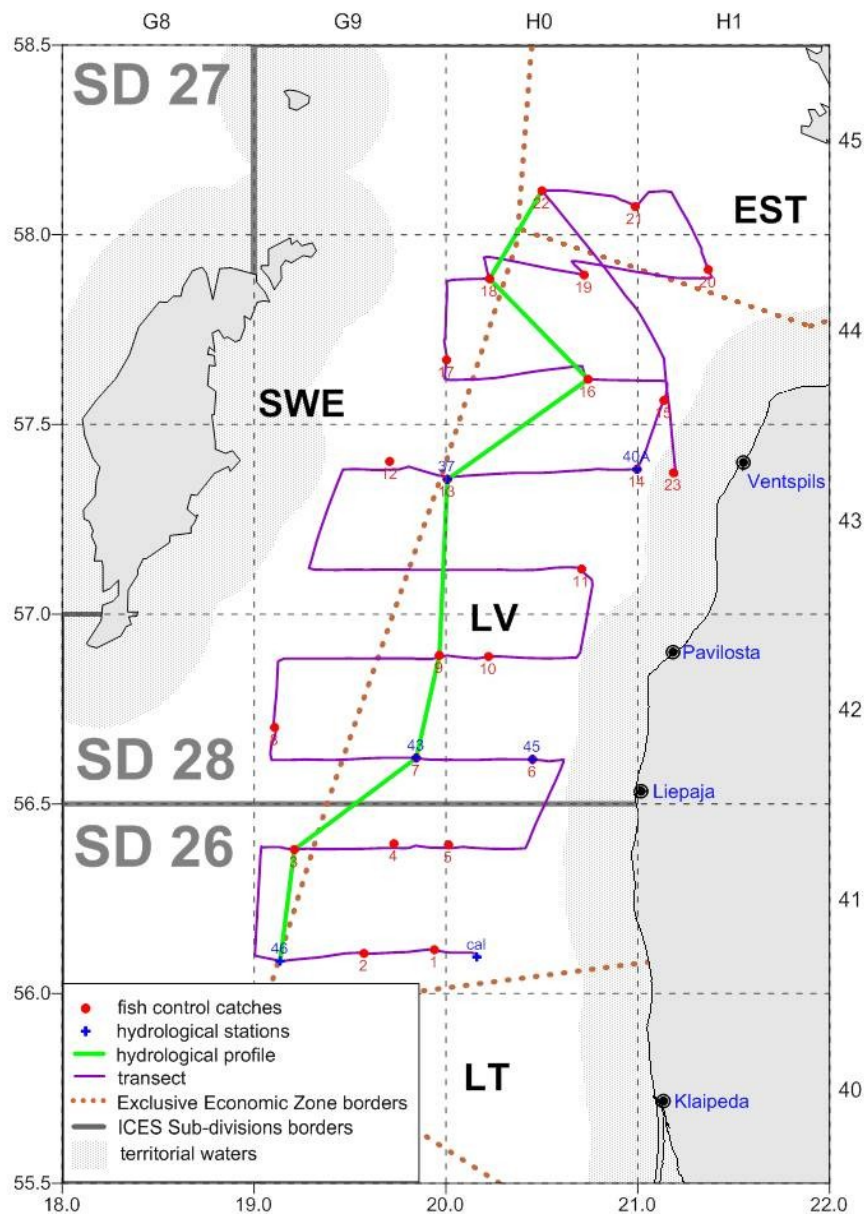 G8 G9 H0 H1
58.5
SD 27
45
22
21
EST
58.0
20
18
19
44
17
16
SWE
15
57.5
12
37
13
40A
14
23
Ventspils
43
11
57.0
LV
9
10
Pavilosta
42
8
SD 28
43
7
45
6
Liepaja
56.5
SD 26
3
4
5
41
46
2
1
cal
56.0
fish control catches
hydrological stations
hydrological profile
transect
Exclusive Economic Zone borders
ICES Sub-divisions borders
territorial waters
LT
40
Klaipeda
55.5
18.0 19.0 20.0 21.0 22.0